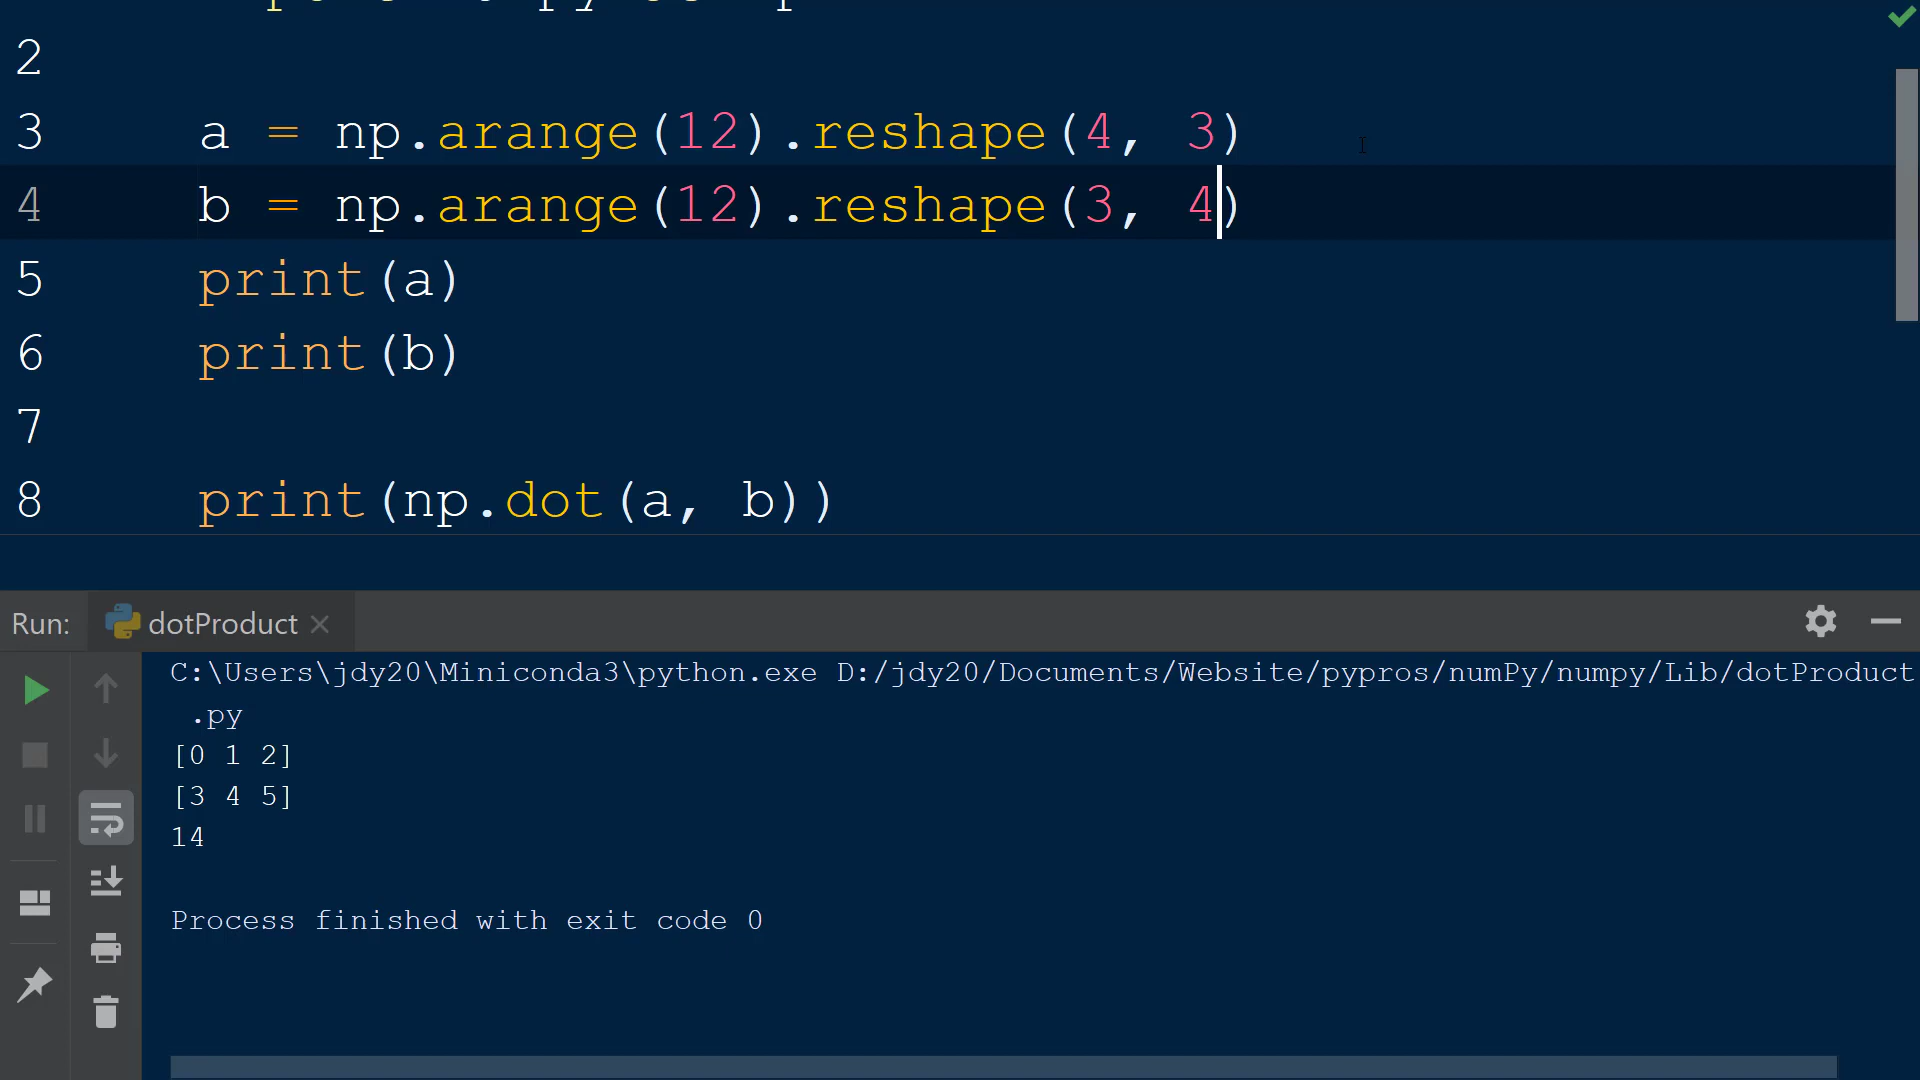 2
3 a = np.arange(12).reshape(4, 3)
4 b = np.arange(12).reshape(3, 4)
5 print(a)
6 print(b)
7
8 print(np.dot(a, b))
Run: dotProduct
C:\Users\jdy20\Miniconda3\python.exe D:/jdy20/Documents/Website/pypros/numPy/numpy/Lib/dotProduct
.py
[0 1 2]
[3 4 5]
14
Process finished with exit code 0